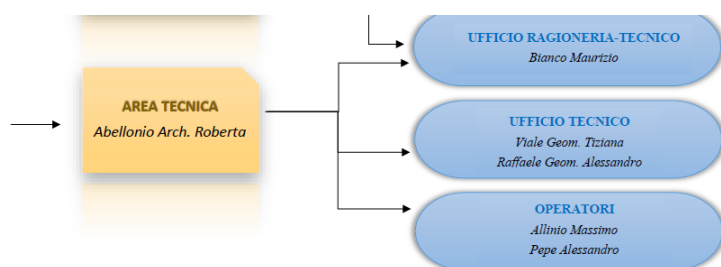 AREA TECNICA
Abellonio Arch. Roberta
UFFICIO RAGIONERIA-TECNICO
Bianco Maurizio
UFFICIO TECNICO
Viale Geom. Tiziana
Raffaele Geom. Alessandro
OPERATORI
Allinio Massimo
Pepe Alessandro